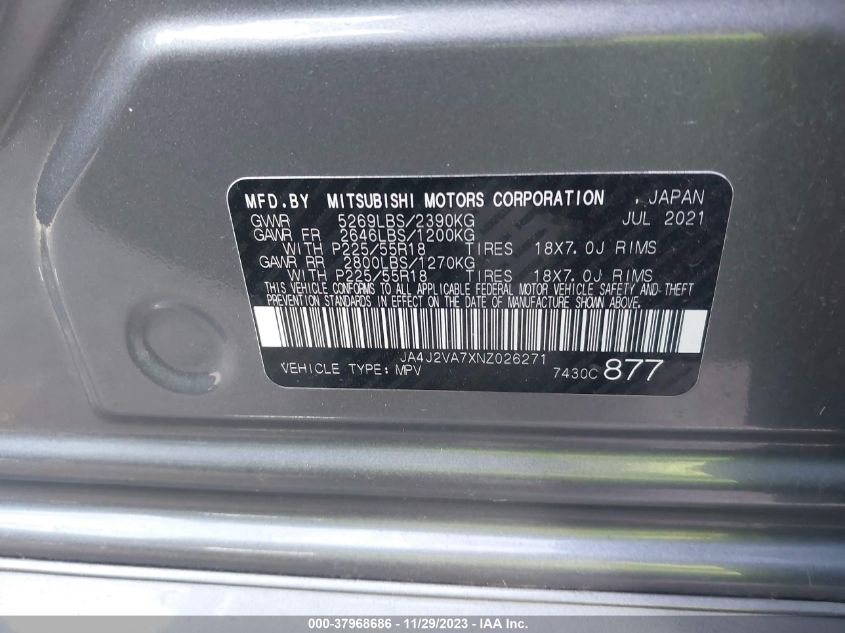 MFD.BY MITSUBISHI MOTORS CORPORATION , JAPAN
GVWR 5269LBS/2390KG JUL 2021
GAWR FR 2646LBS/1200KG
WITH P225/55R18 TIRES 18X7.0J RIMS
GAWR RR 2800LBS/1270KG
WITH P225/55R18 TIRES 18X7.0J RIMS
THIS VEHICLE CONFORMS TO ALL APPLICABLE FEDERAL MOTOR VEHICLE SAFETY AND THEFT
PREVENTION STANDARDS IN EFFECT ON THE DATE OF MANUFACTURE SHOWN ABOVE.
JA4J2VA7XNZ026271
VEHICLE TYPE: MPV 7430C 877
000-37968686 - 11/29/2023 - IAA Inc.